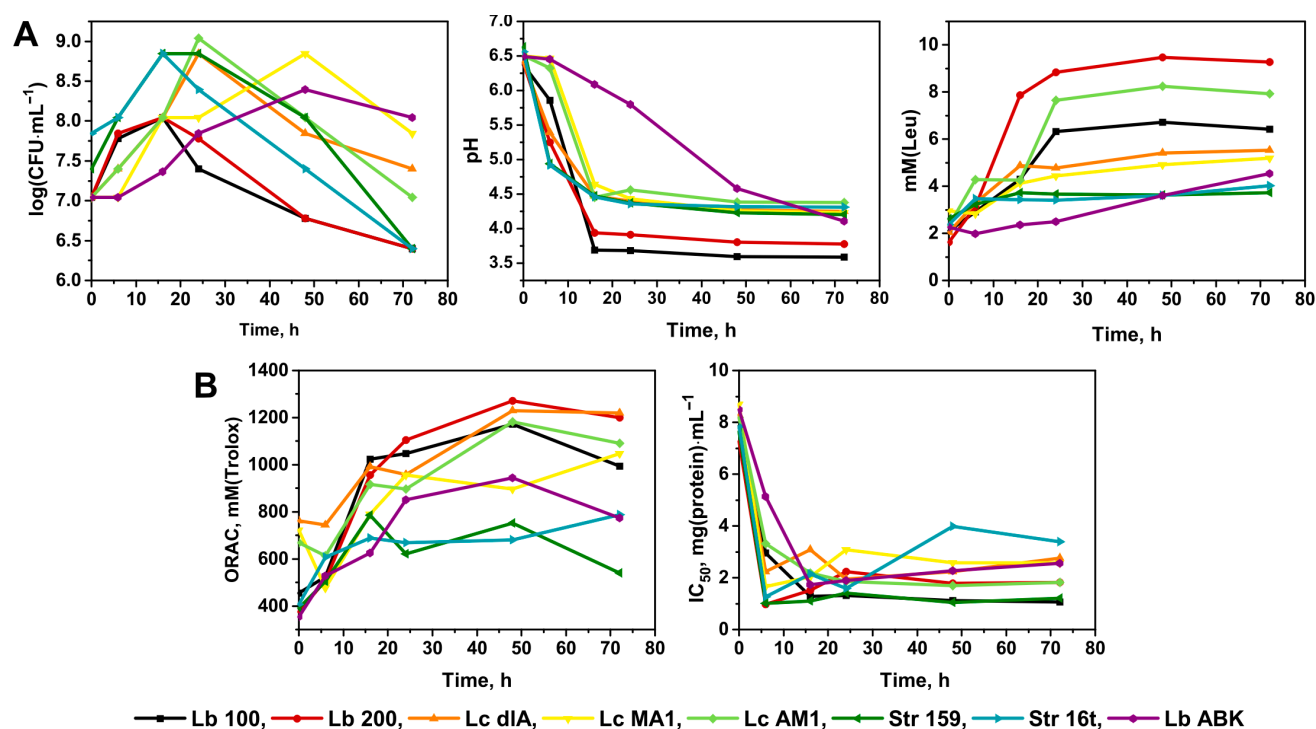 A
log(CFU·mL⁻¹)
9.0
8.5
8.0
7.5
7.0
6.5
6.0
0 10 20 30 40 50 60 70 80
Time, h
pH
7.0
6.5
6.0
5.5
5.0
4.5
4.0
3.5
0 10 20 30 40 50 60 70 80
Time, h
mM(Leu)
10
8
6
4
2
0
0 10 20 30 40 50 60 70 80
Time, h
B
ORAC, mM(Trolox)
1400
1200
1000
800
600
400
0 10 20 30 40 50 60 70 80
Time, h
IC₅₀, mg(protein)·mL⁻¹
10
8
6
4
2
0
0 10 20 30 40 50 60 70 80
Time, h
Lb 100, Lb 200, Lc dlA, Lc MA1, Lc AM1, Str 159, Str 16t, Lb ABK